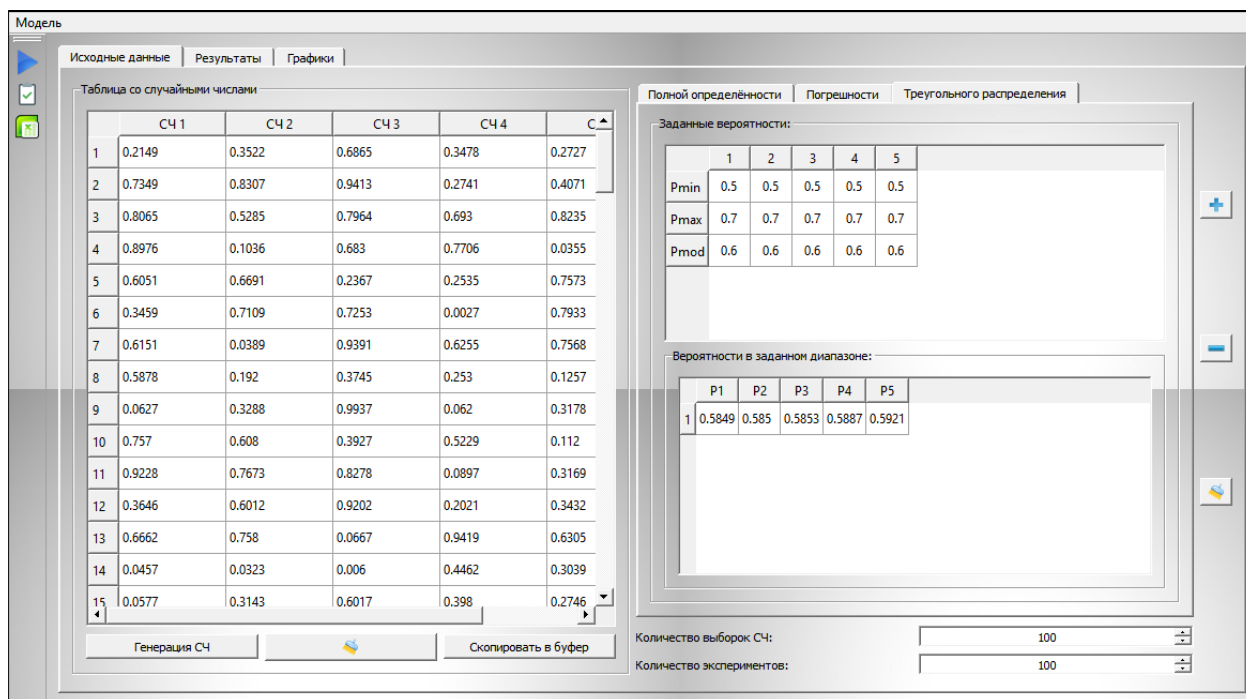 Модель
Исходные данные Результаты Графики
Таблица со случайными числами
СЧ 1 СЧ 2 СЧ 3 СЧ 4 С
1 0.2149 0.3522 0.6865 0.3478 0.2727
2 0.7349 0.8307 0.9413 0.2741 0.4071
3 0.8065 0.5285 0.7964 0.693 0.8235
4 0.8976 0.1036 0.683 0.7706 0.0355
5 0.6051 0.6691 0.2367 0.2535 0.7573
6 0.3459 0.7109 0.7253 0.0027 0.7933
7 0.6151 0.0389 0.9391 0.6255 0.7568
8 0.5878 0.192 0.3745 0.253 0.1257
9 0.0627 0.3288 0.9937 0.062 0.3178
10 0.757 0.608 0.3927 0.5229 0.112
11 0.9228 0.7673 0.8278 0.0897 0.3169
12 0.3646 0.6012 0.9202 0.2021 0.3432
13 0.6662 0.758 0.0667 0.9419 0.6305
14 0.0457 0.0323 0.006 0.4462 0.3039
15 0.0577 0.3143 0.6017 0.398 0.2746
Генерация СЧ Скопировать в буфер
Полной определённости Погрешности Треугольного распределения
Заданные вероятности:
1 2 3 4 5
Pmin 0.5 0.5 0.5 0.5 0.5
Pmax 0.7 0.7 0.7 0.7 0.7
Pmod 0.6 0.6 0.6 0.6 0.6
Вероятности в заданном диапазоне:
P1 P2 P3 P4 P5
1 0.5849 0.585 0.5853 0.5887 0.5921
Количество выборок СЧ: 100
Количество экспериментов: 100